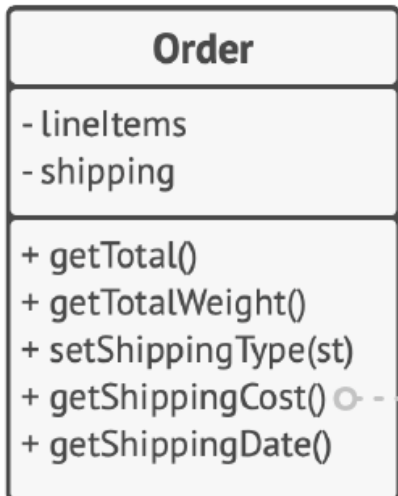 Order
- lineItems
- shipping
+ getTotal()
+ getTotalWeight()
+ setShippingType(st)
+ getShippingCost()
+ getShippingDate()